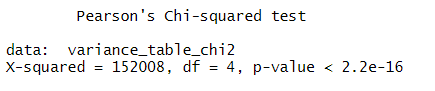 Pearson's Chi-squared test
data:  variance_table_chi2
X-squared = 152008, df = 4, p-value < 2.2e-16